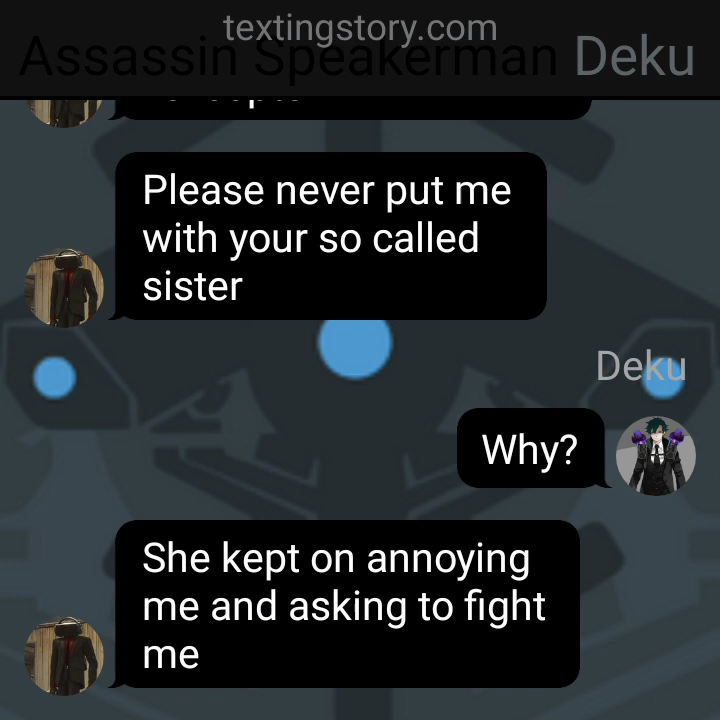 textingstory.com
Assassin Speakerman Deku
Please never put me
with your so called
sister
Deku
Why?
She kept on annoying
me and asking to fight
me